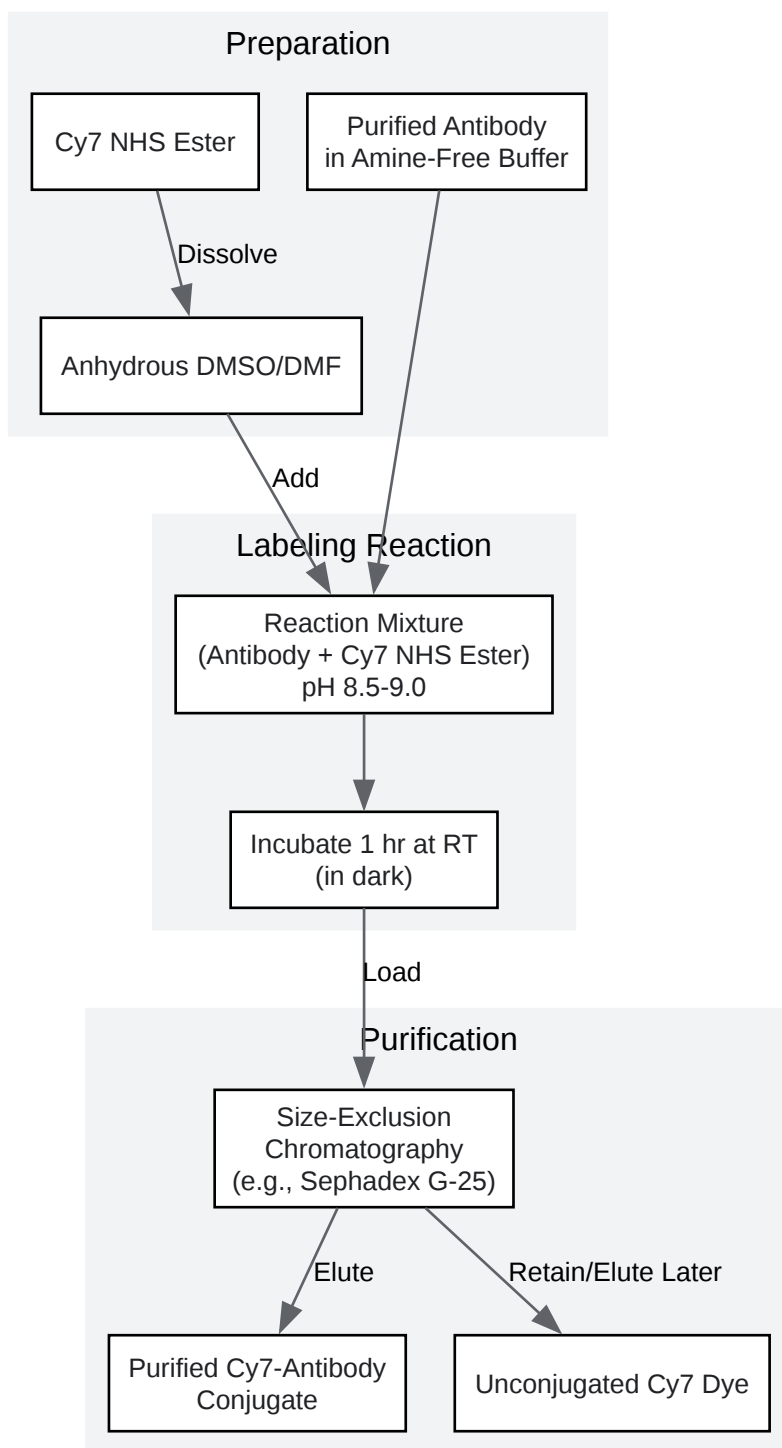 Preparation
Cy7 NHS Ester
Purified Antibody
in Amine-Free Buffer
Dissolve
Anhydrous DMSO/DMF
Add
Labeling Reaction
Reaction Mixture
(Antibody + Cy7 NHS Ester)
pH 8.5-9.0
Incubate 1 hr at RT
(in dark)
Load
Purification
Size-Exclusion
Chromatography
(e.g., Sephadex G-25)
Elute
Retain/Elute Later
Purified Cy7-Antibody
Conjugate
Unconjugated Cy7 Dye